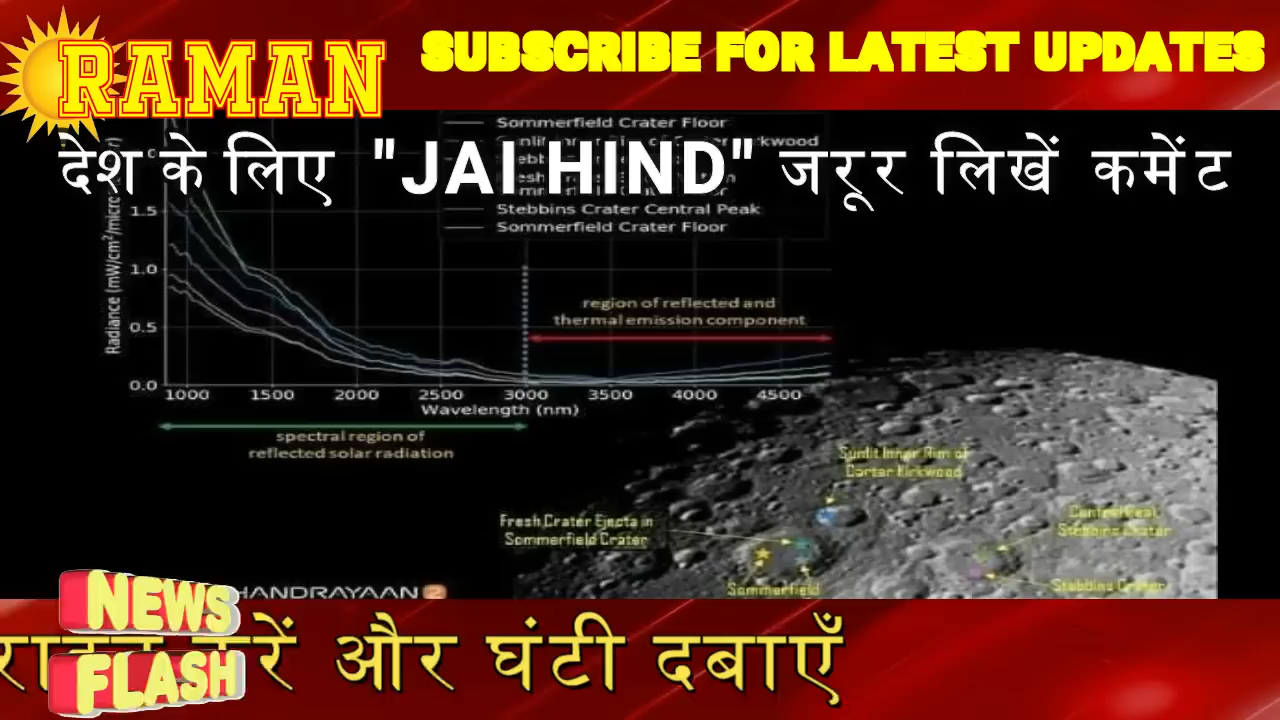 RAMAN
SUBSCRIBE FOR LATEST UPDATES
Sommerfield Crater Floor
देश के लिए "JAI HIND" जरूर लिखें कमेंट
Stebbins Crater Central Peak
Sommerfield Crater Floor
Radiance (mW/cm²/micro
1.5
1.0
0.5
0.0
region of reflected and
thermal emission component
1000 1500 2000 2500 3000 3500 4000 4500
Wavelength (nm)
spectral region of
reflected solar radiation
Sunlit Inner Rim of
Carter Kirkwood
Fresh Crater Ejecta in
Sommerfield Crater
Central Peak
Stebbins Crater
Sommerfield
Stebbins Crater
HANDRAYAAN 2
NEWS
FLASH
करें और घंटी दबाएँ